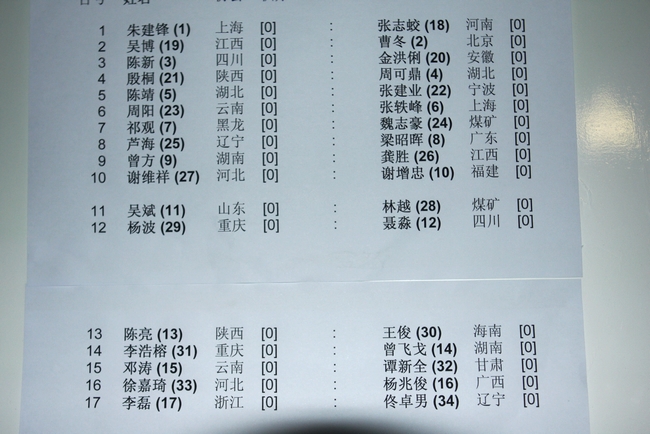 台号 姓名
1 朱建锋 (1) 上海 [0] : 张志蛟 (18) 河南 [0]
2 吴博 (19) 江西 [0] : 曹冬 (2) 北京 [0]
3 陈新 (3) 四川 [0] : 金洪俐 (20) 安徽 [0]
4 殷桐 (21) 陕西 [0] : 周可鼎 (4) 湖北 [0]
5 陈靖 (5) 湖北 [0] : 张建业 (22) 宁波 [0]
6 周阳 (23) 云南 [0] : 张轶峰 (6) 上海 [0]
7 祁观 (7) 黑龙 [0] : 魏志豪 (24) 煤矿 [0]
8 芦海 (25) 辽宁 [0] : 梁昭晖 (8) 广东 [0]
9 曾方 (9) 湖南 [0] : 龚胜 (26) 江西 [0]
10 谢维祥 (27) 河北 [0] : 谢增忠 (10) 福建 [0]
11 吴斌 (11) 山东 [0] : 林越 (28) 煤矿 [0]
12 杨波 (29) 重庆 [0] : 聂淼 (12) 四川 [0]
13 陈亮 (13) 陕西 [0] : 王俊 (30) 海南 [0]
14 李浩榕 (31) 重庆 [0] : 曾飞戈 (14) 湖南 [0]
15 邓涛 (15) 云南 [0] : 谭新全 (32) 甘肃 [0]
16 徐嘉琦 (33) 河北 [0] : 杨兆俊 (16) 广西 [0]
17 李磊 (17) 浙江 [0] : 佟卓男 (34) 辽宁 [0]